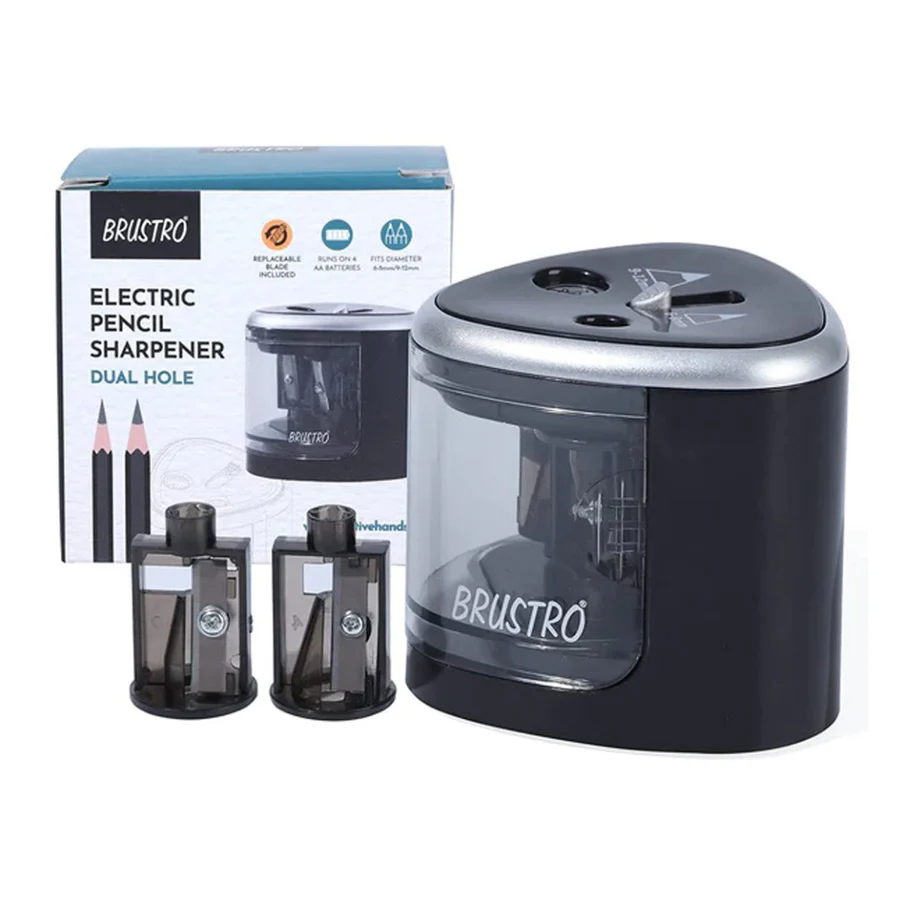 BRUSTRO
BRUSTRO®
REPLACEABLE
BLADE
INCLUDED
RUNS ON 4
AA BATTERIES
FITS DIAMETER
6-8mm/9-12mm
ELECTRIC
PENCIL
SHARPENER
DUAL HOLE
BRUSTRO
BRUSTRO®